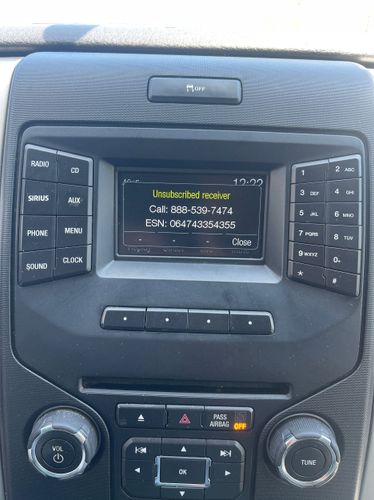 OFF
RADIO
CD
SIRIUS
AUX
PHONE
MENU
SOUND
CLOCK
12:22
Unsubscribed receiver
Call: 888-539-7474
ESN: 064743354355
Close
1
2 ABC
3 DEF
4 GHI
5 JKL
6 MNO
7 PQRS
8 TUV
9 WXYZ
0+
*
#
PASS
AIRBAG
OFF
VOL
OK
TUNE